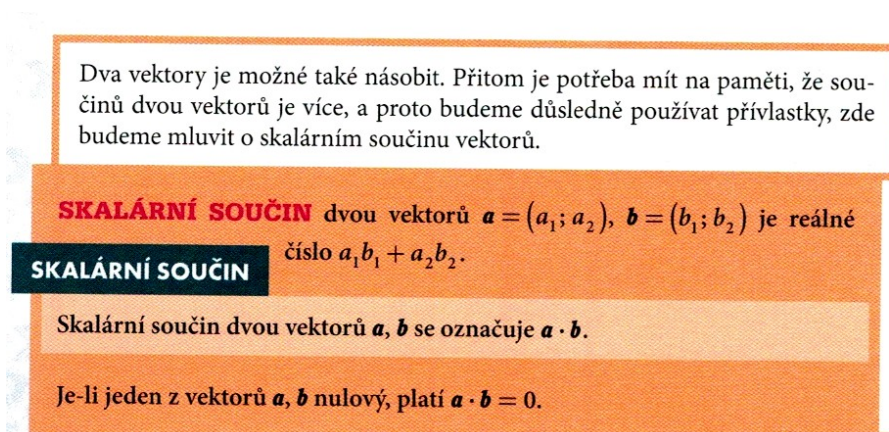 Dva vektory je možné také násobit. Přitom je potřeba mít na paměti, že sou-
činů dvou vektorů je více, a proto budeme důsledně používat přívlastky, zde
budeme mluvit o skalárním součinu vektorů.
SKALÁRNÍ SOUČIN dvou vektorů a = (a₁; a₂), b = (b₁; b₂) je reálné
číslo a₁b₁ + a₂b₂.
SKALÁRNÍ SOUČIN
Skalární součin dvou vektorů a, b se označuje a · b.
Je-li jeden z vektorů a, b nulový, platí a · b = 0.